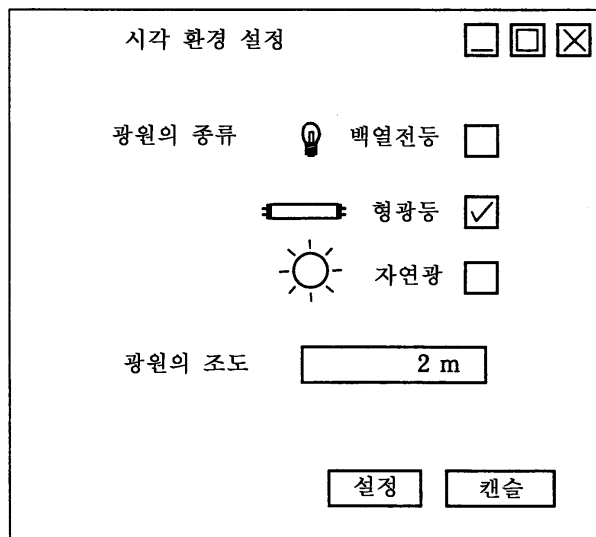 시각 환경 설정
광원의 종류 백열전등
형광등
자연광
광원의 조도 2 m
설정 캔슬